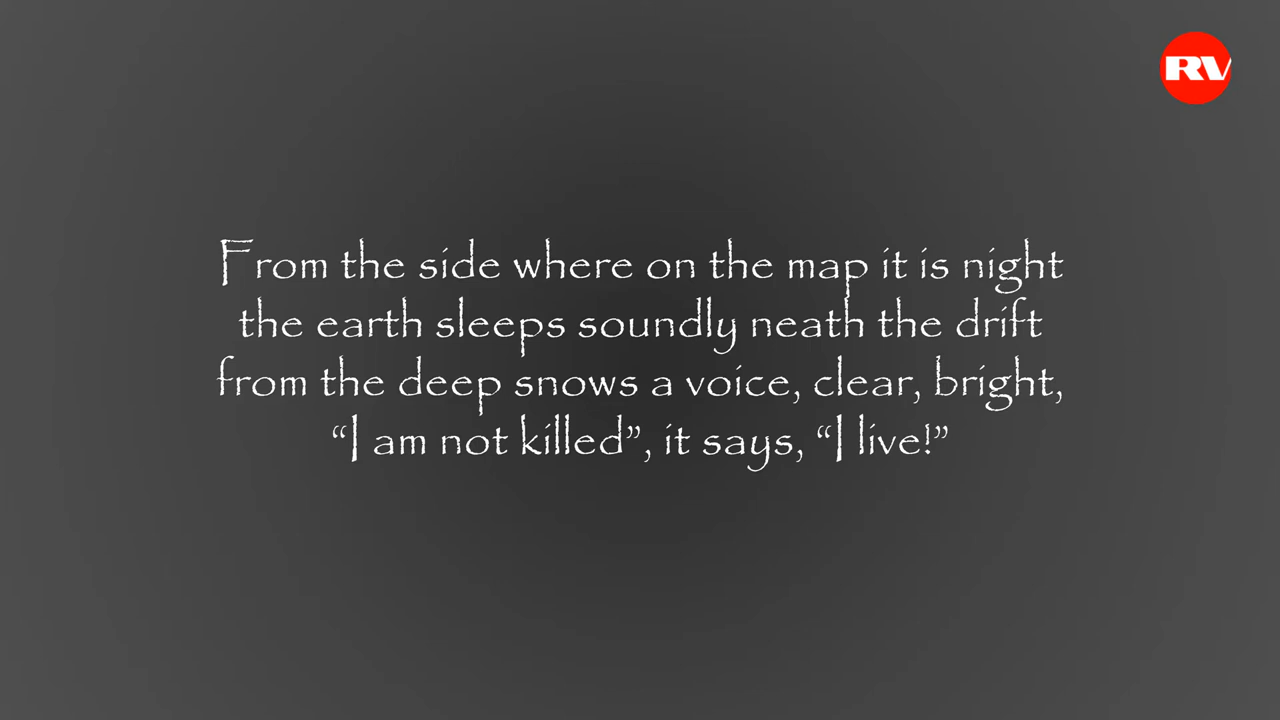 RV
From the side where on the map it is night
the earth sleeps soundly neath the drift
from the deep snows a voice, clear, bright,
“I am not killed”, it says, “I live!”